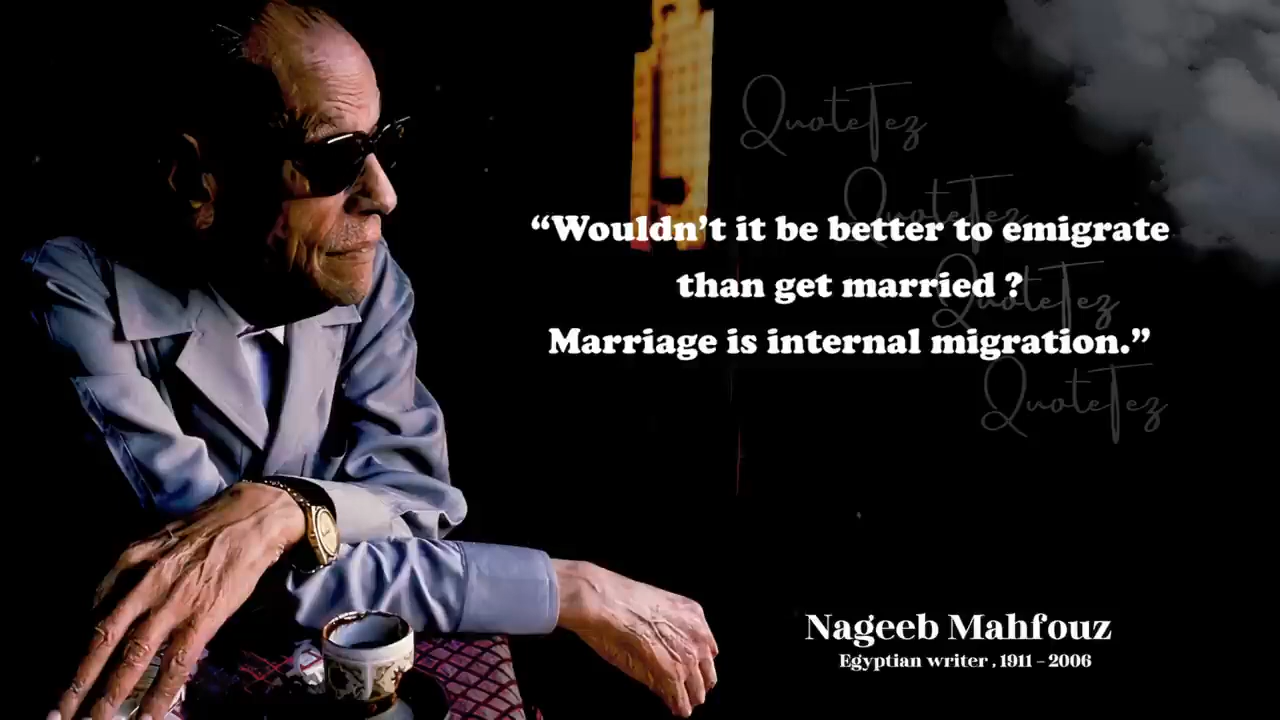 QuoteTez
QuoteTez
“Wouldn’t it be better to emigrate
than get married ?
QuoteTez
Marriage is internal migration.”
QuoteTez
Nageeb Mahfouz
Egyptian writer , 1911 – 2006